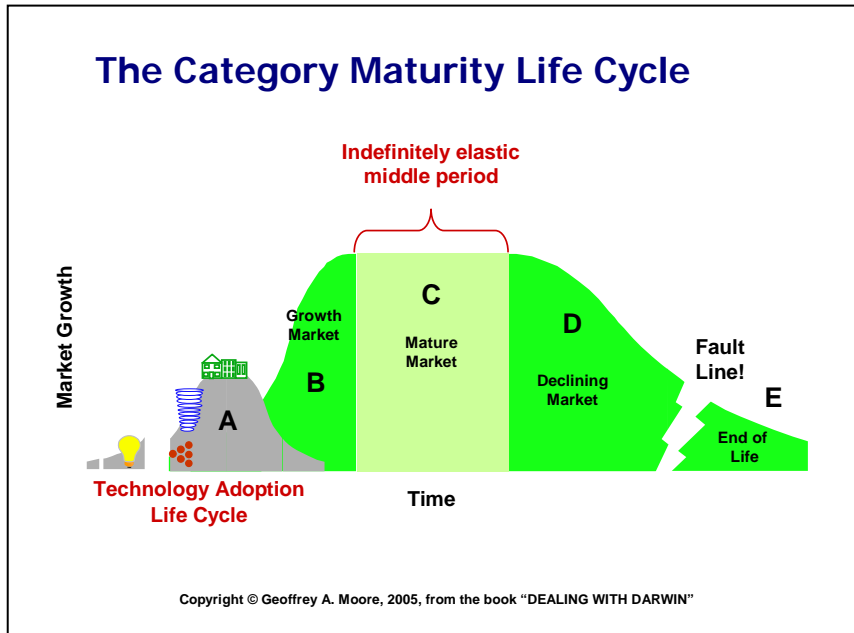 The Category Maturity Life Cycle
Indefinitely elastic
middle period
Market Growth
A
Growth
Market
B
C
Mature
Market
D
Declining
Market
Fault
Line!
E
End of
Life
Technology Adoption
Life Cycle
Time
Copyright © Geoffrey A. Moore, 2005, from the book “DEALING WITH DARWIN”